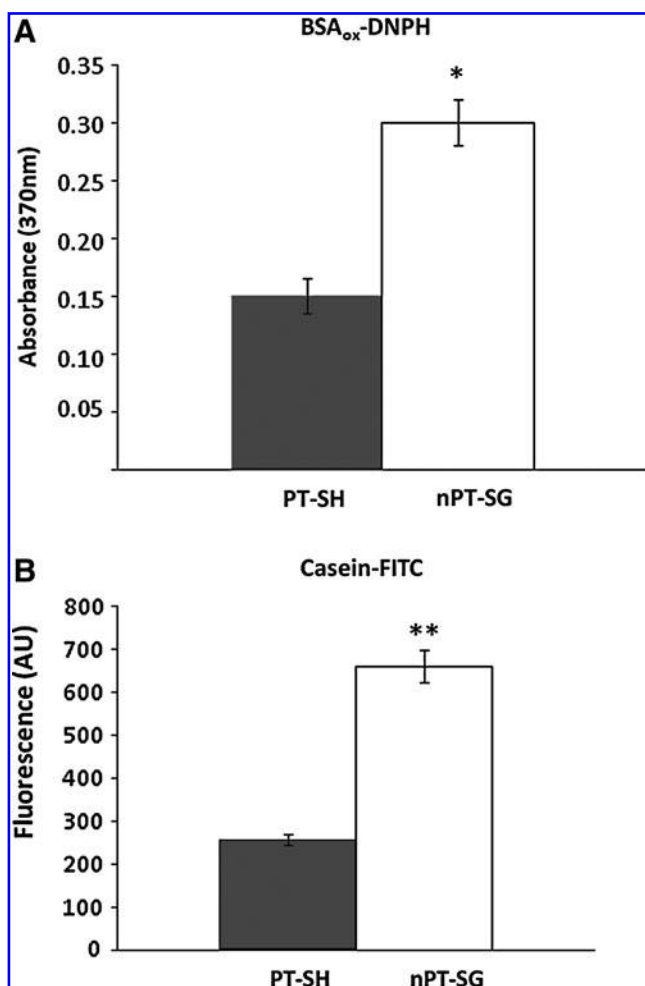 A
BSAox-DNPH
Absorbance (370nm)
0.35
0.30
0.25
0.20
0.15
0.10
0.05
*
PT-SH nPT-SG
B
Casein-FITC
Fluorescence (AU)
800
700
600
500
400
300
200
100
0
**
PT-SH nPT-SG